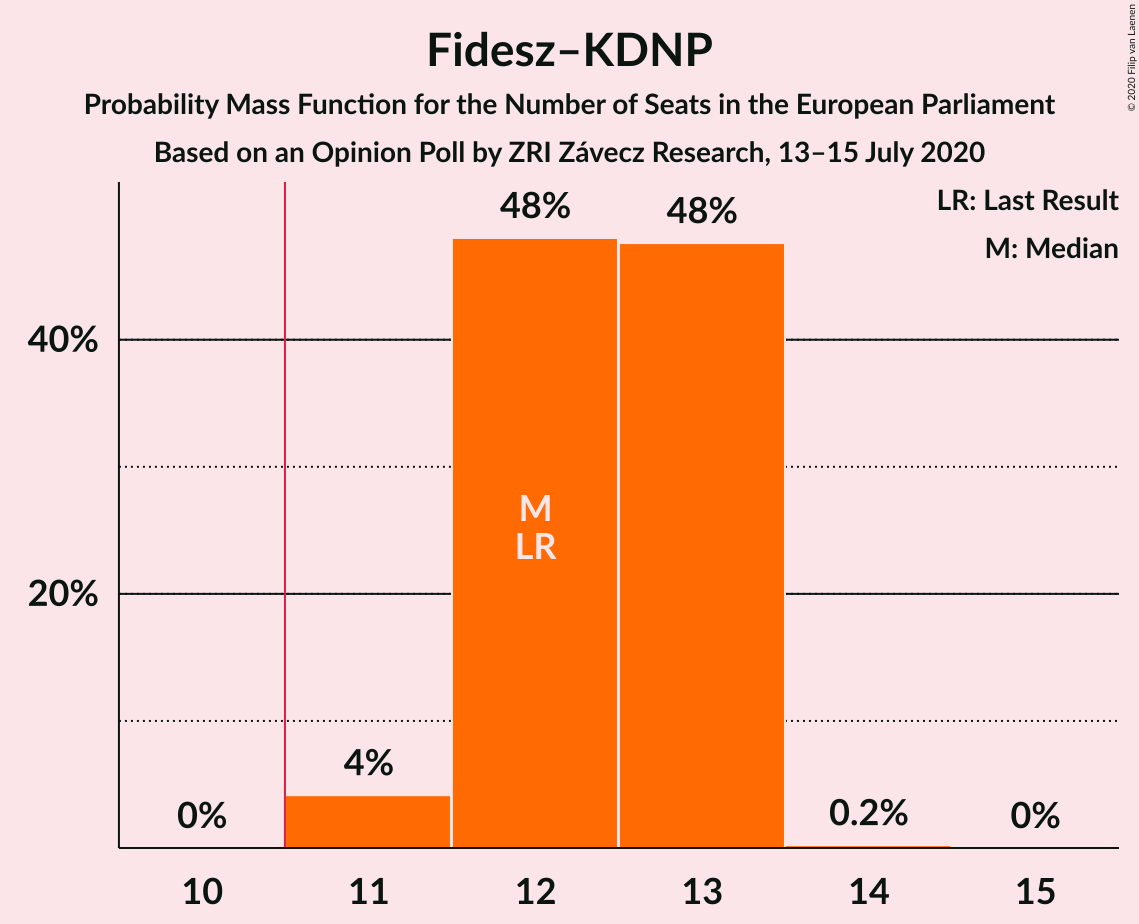 Fidesz–KDNP
Probability Mass Function for the Number of Seats in the European Parliament
Based on an Opinion Poll by ZRI Závecz Research, 13–15 July 2020
© 2020 Filip van Laenen
LR: Last Result
M: Median
48%
48%
40%
M
LR
20%
4%
0%
0.2%
0%
10
11
12
13
14
15